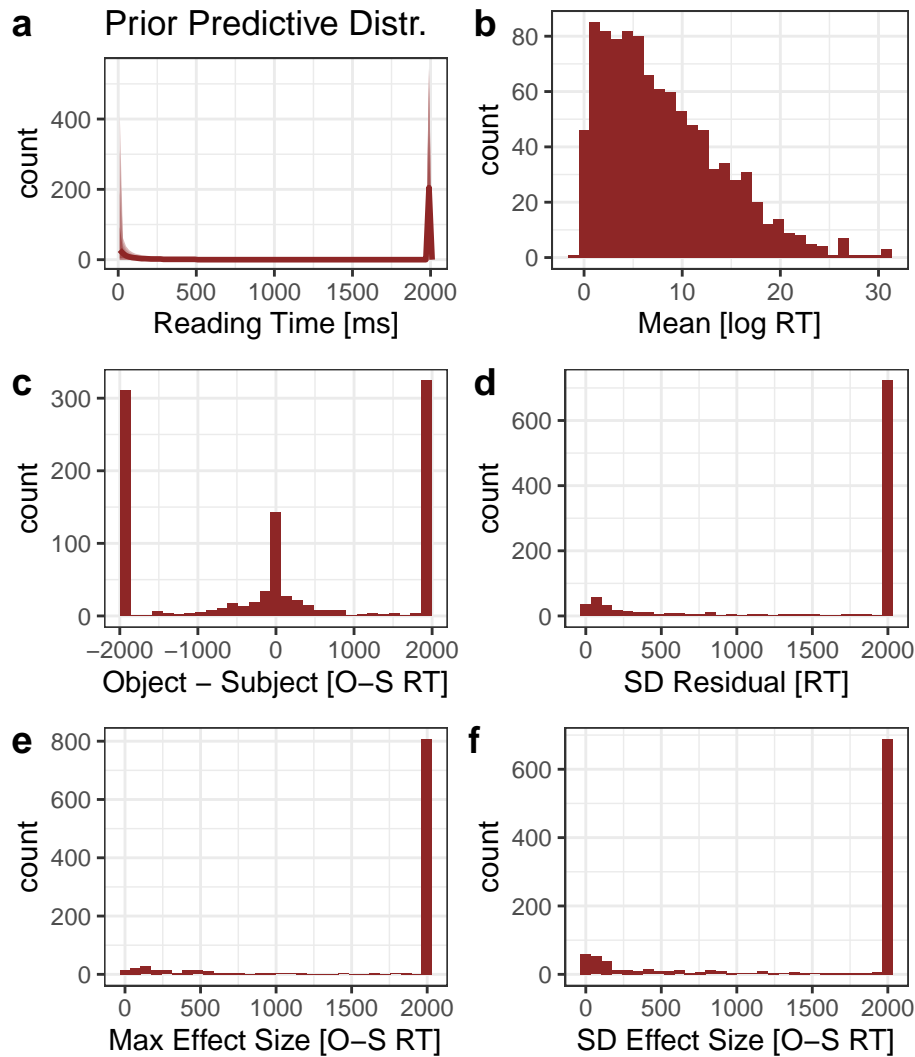 a Prior Predictive Distr.
400
200
0
count
0 500 1000 1500 2000
Reading Time [ms]
b
80
60
40
20
0
count
0 10 20 30
Mean [log RT]
c
300
200
100
0
count
−2000 −1000 0 1000 2000
Object − Subject [O−S RT]
d
600
400
200
0
count
0 500 1000 1500 2000
SD Residual [RT]
e
800
600
400
200
0
count
0 500 1000 1500 2000
Max Effect Size [O−S RT]
f
600
400
200
0
count
0 500 1000 1500 2000
SD Effect Size [O−S RT]